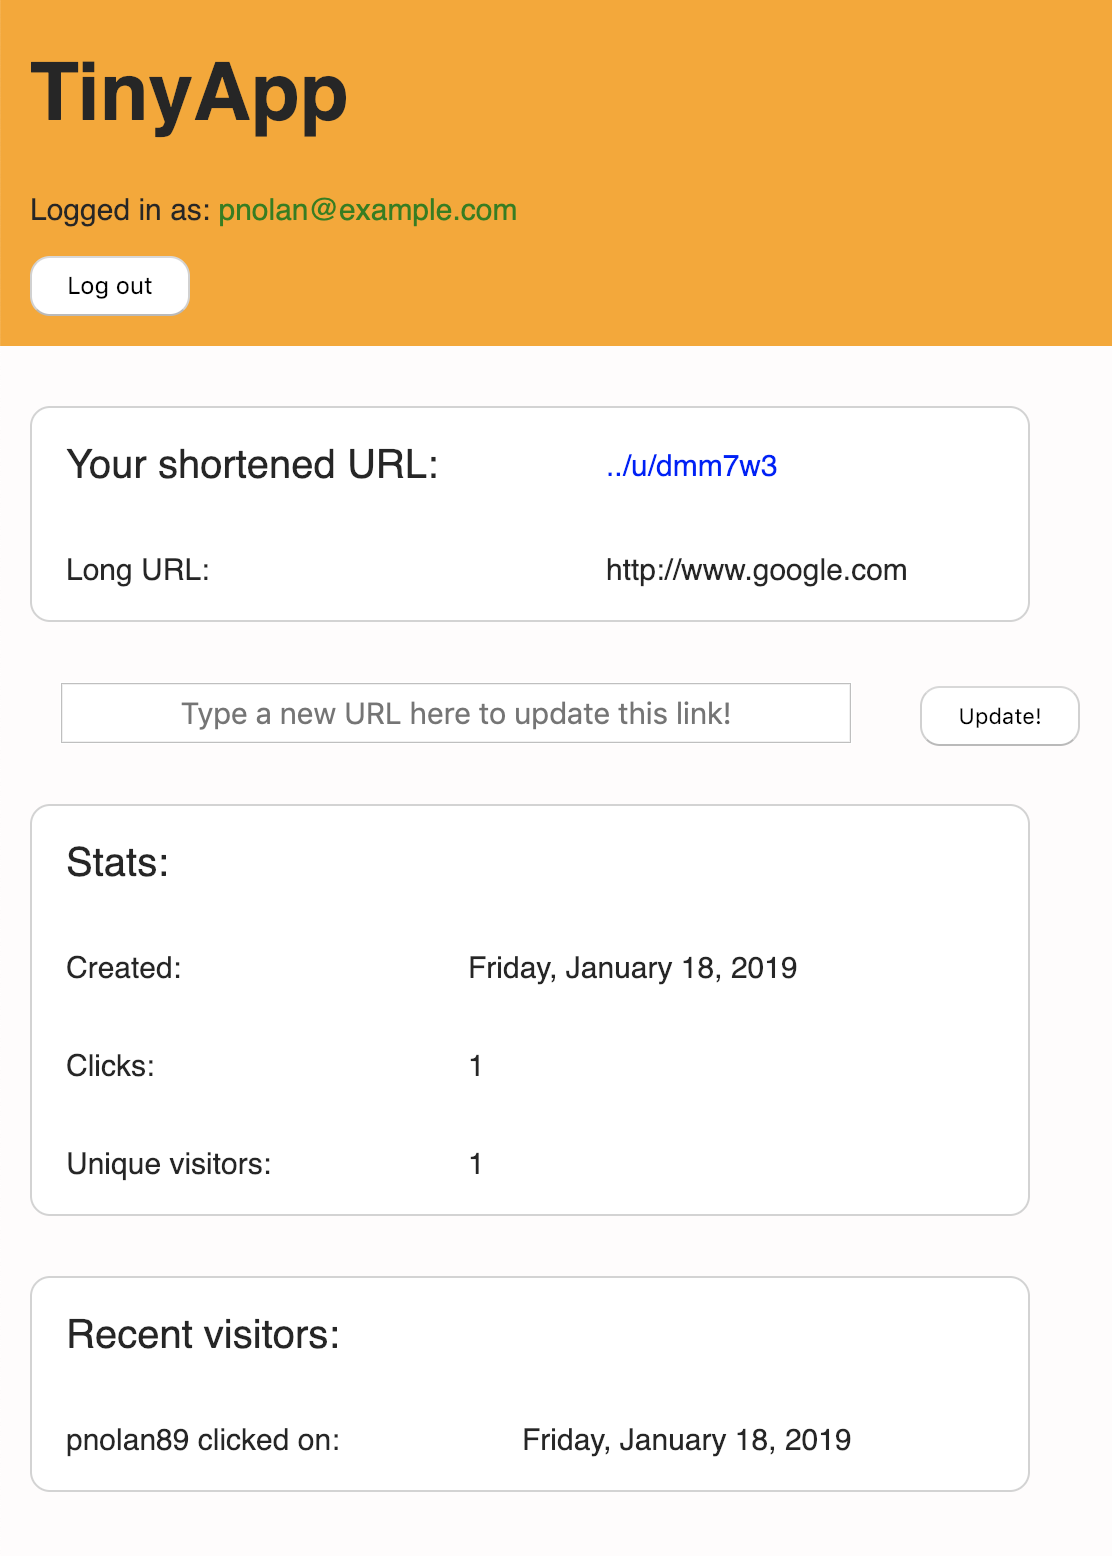 TinyApp
Logged in as: pnolan@example.com
Log out
Your shortened URL: ../u/dmm7w3
Long URL: http://www.google.com
Type a new URL here to update this link! Update!
Stats:
Created: Friday, January 18, 2019
Clicks: 1
Unique visitors: 1
Recent visitors:
pnolan89 clicked on: Friday, January 18, 2019